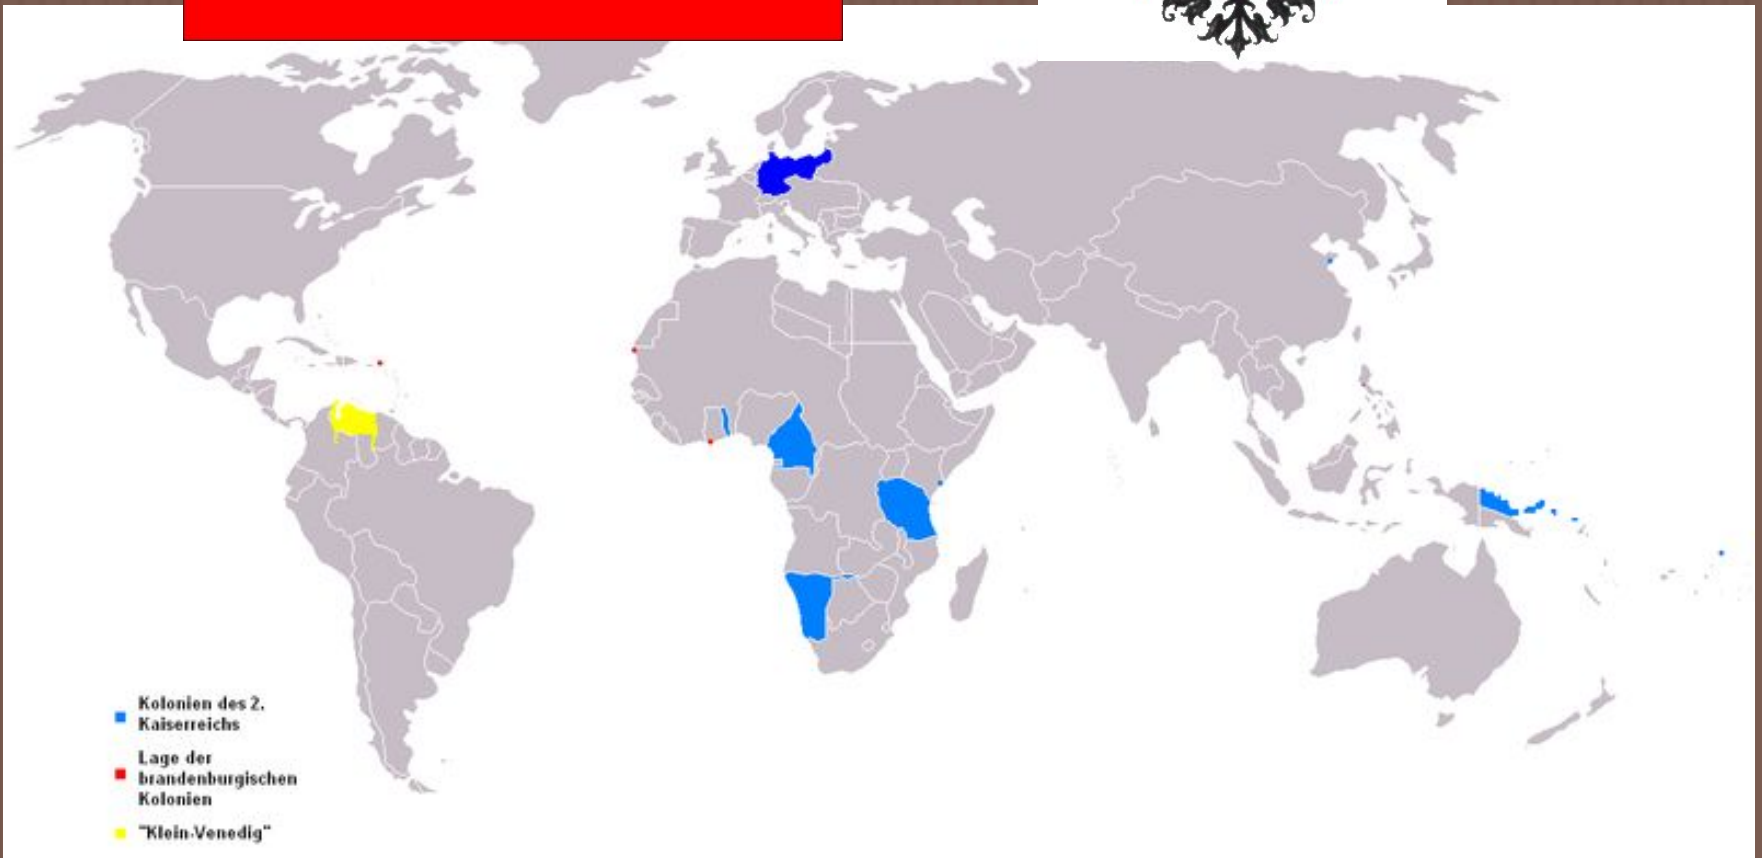 Kolonien des 2.
Kaiserreichs
Lage der
brandenburgischen
Kolonien
"Klein-Venedig"